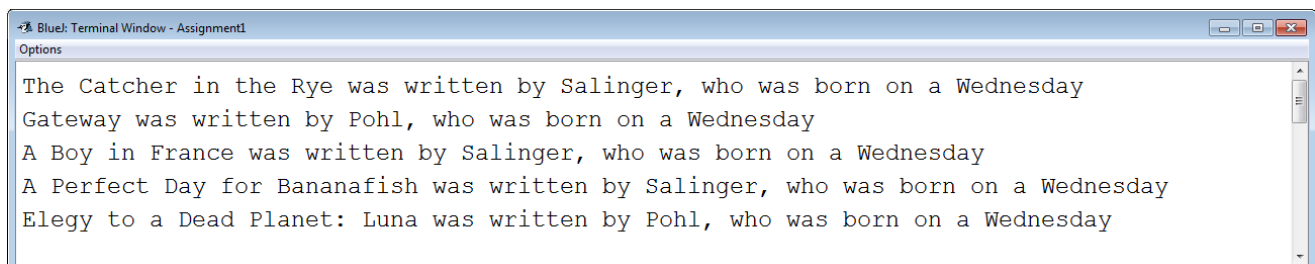 BlueJ: Terminal Window - Assignment1
Options
The Catcher in the Rye was written by Salinger, who was born on a Wednesday
Gateway was written by Pohl, who was born on a Wednesday
A Boy in France was written by Salinger, who was born on a Wednesday
A Perfect Day for Bananafish was written by Salinger, who was born on a Wednesday
Elegy to a Dead Planet: Luna was written by Pohl, who was born on a Wednesday